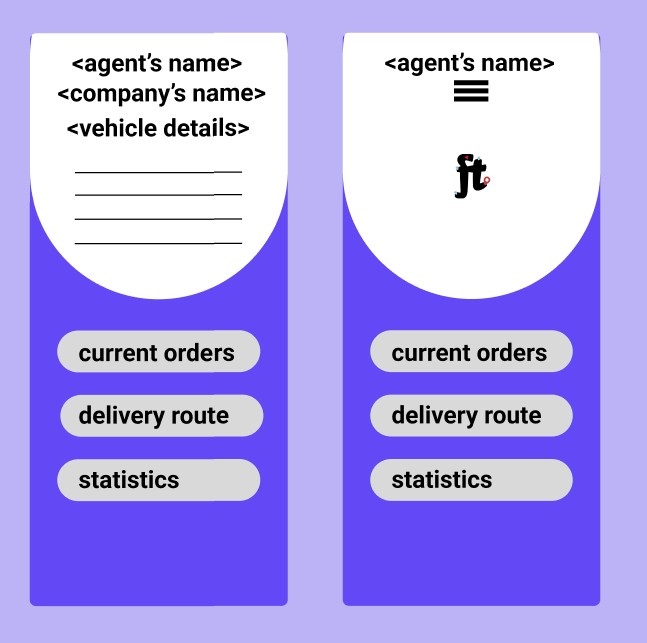 <agent’s name>
<company’s name>
<vehicle details>
current orders
delivery route
statistics
<agent’s name>
ft
current orders
delivery route
statistics